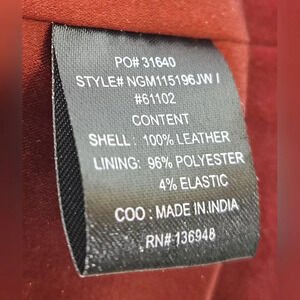 PO# 31640
STYLE# NGM115196JW /
#61102
CONTENT
SHELL : 100% LEATHER
LINING: 96% POLYESTER
4% ELASTIC
COO : MADE IN.INDIA
RN# 136948